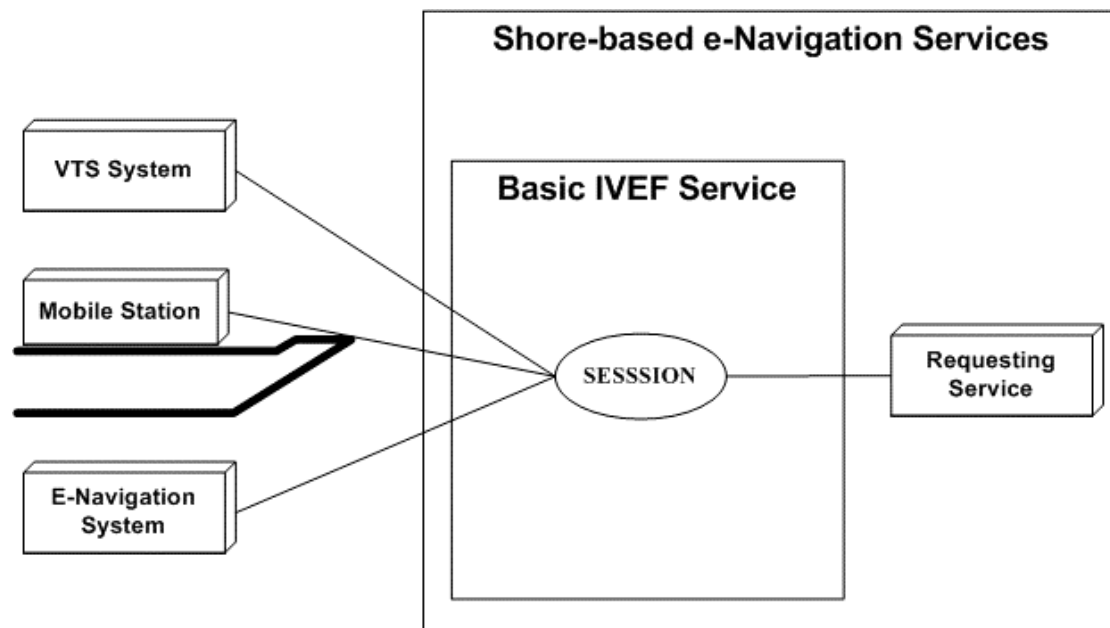 Shore-based e-Navigation Services
VTS System
Basic IVEF Service
Mobile Station
SESSSION
Requesting
Service
E-Navigation
System